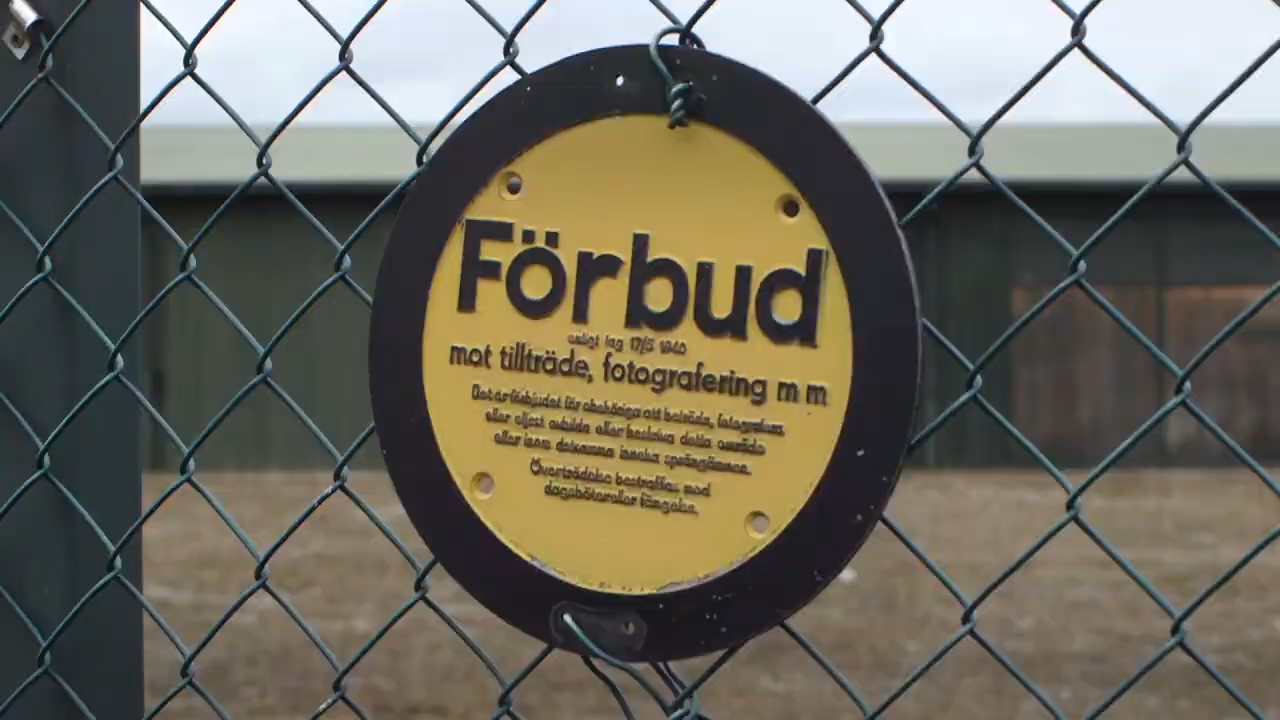 Förbud
enligt lag 17/5 1940
mot tillträde, fotografering m m
Det är förbjudet för obehöriga att beträda, fotografera
eller eljest avbilda eller beskriva detta område
eller inom detsamma inneha sprängämnen.
Överträdelse bestraffas med
dagsböter eller fängelse.